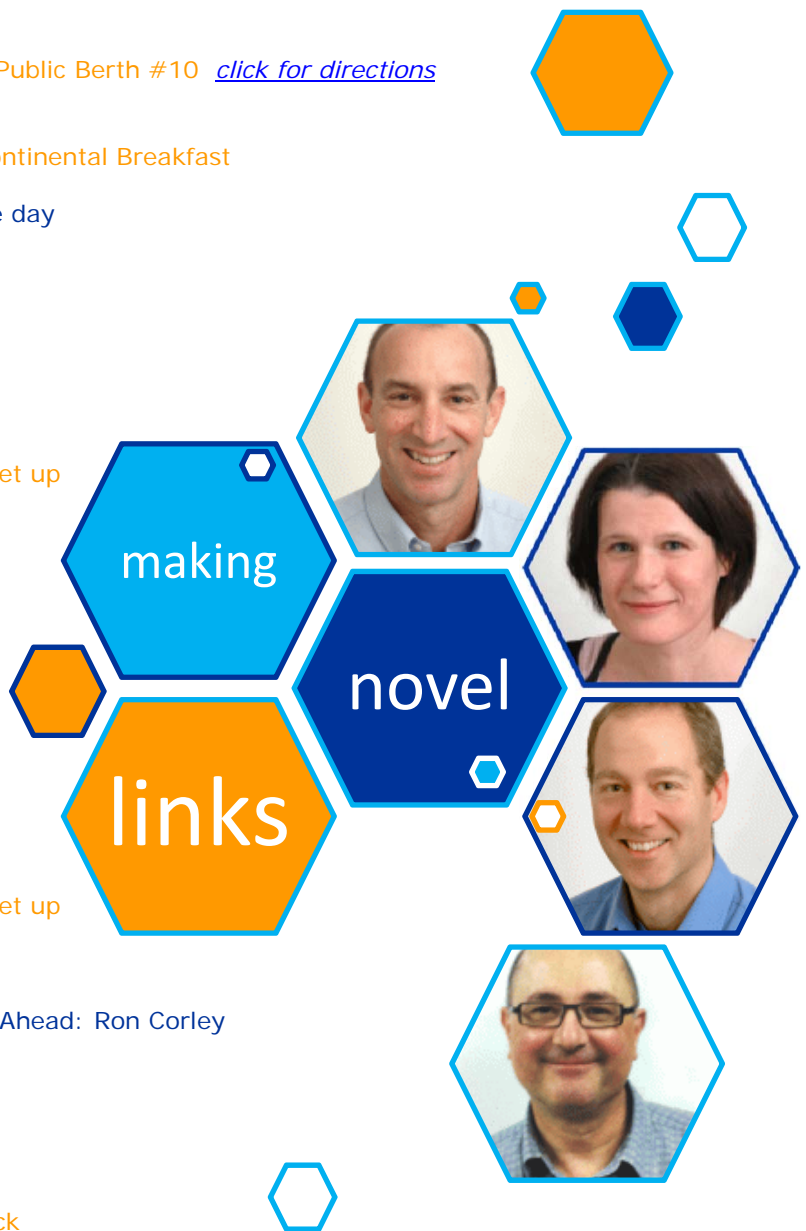 Public Berth #10 click for directions
ontinental Breakfast
e day
et up
making
novel
links
et up
Ahead: Ron Corley
ck